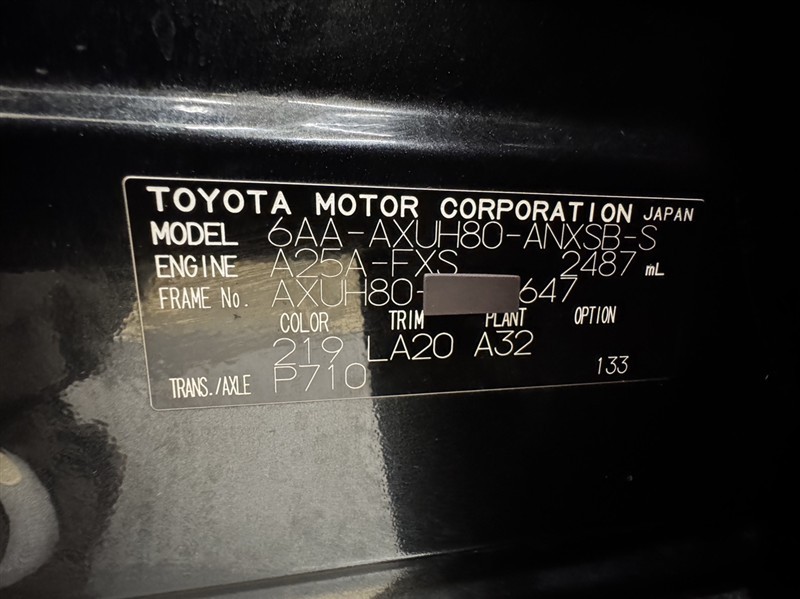 TOYOTA MOTOR CORPORATION JAPAN
MODEL 6AA-AXUH80-ANXSB-S
ENGINE A25A-FXS 2487 mL
FRAME No. AXUH80- 647
COLOR TRIM PLANT OPTION
219 LA20 A32
TRANS./AXLE P710 133